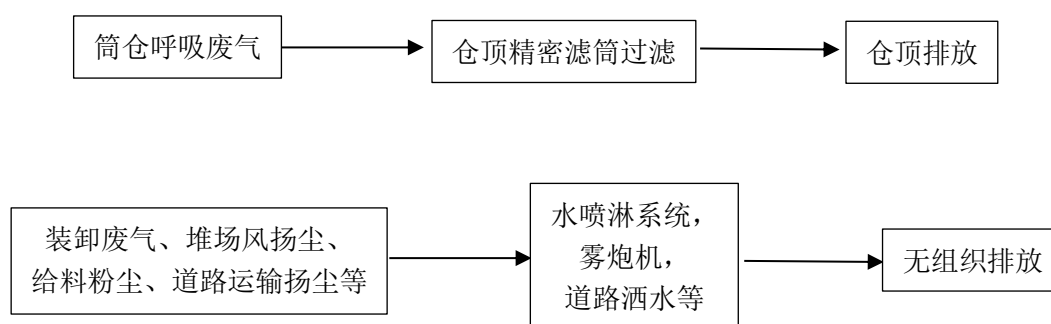 筒仓呼吸废气
仓顶精密滤筒过滤
仓顶排放
装卸废气、堆场风扬尘、
给料粉尘、道路运输扬尘等
水喷淋系统，
雾炮机，
道路洒水等
无组织排放